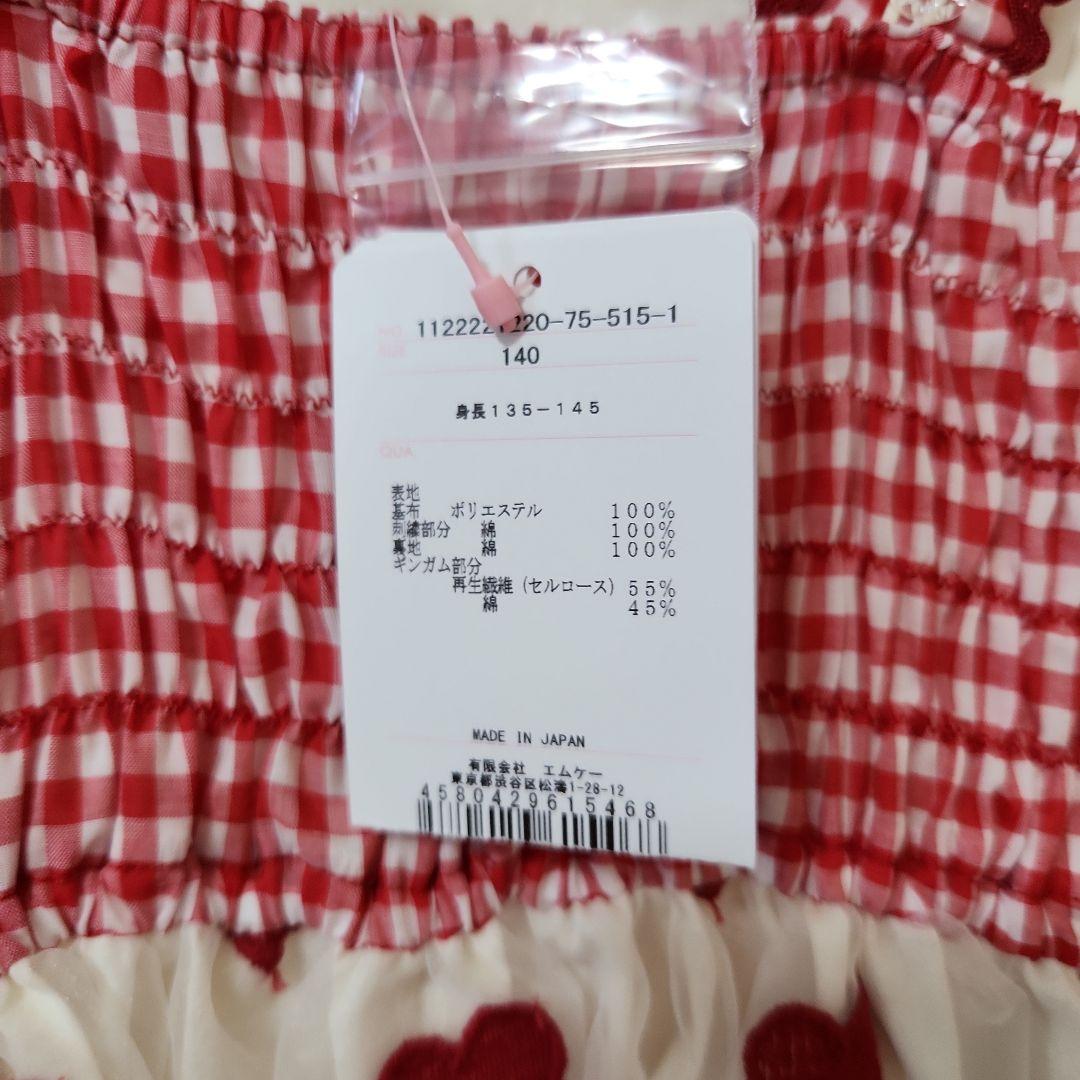 NO.
1122221220-75-515-1
SIZE
140
身長135-145
QUA
表地
基布 ポリエステル 100%
刺繍部分 綿 100%
裏地 綿 100%
ギンガム部分
再生繊維(セルロース) 55%
綿 45%
MADE IN JAPAN
有限会社 エムケー
東京都渋谷区松濤1-28-12
4580429615468